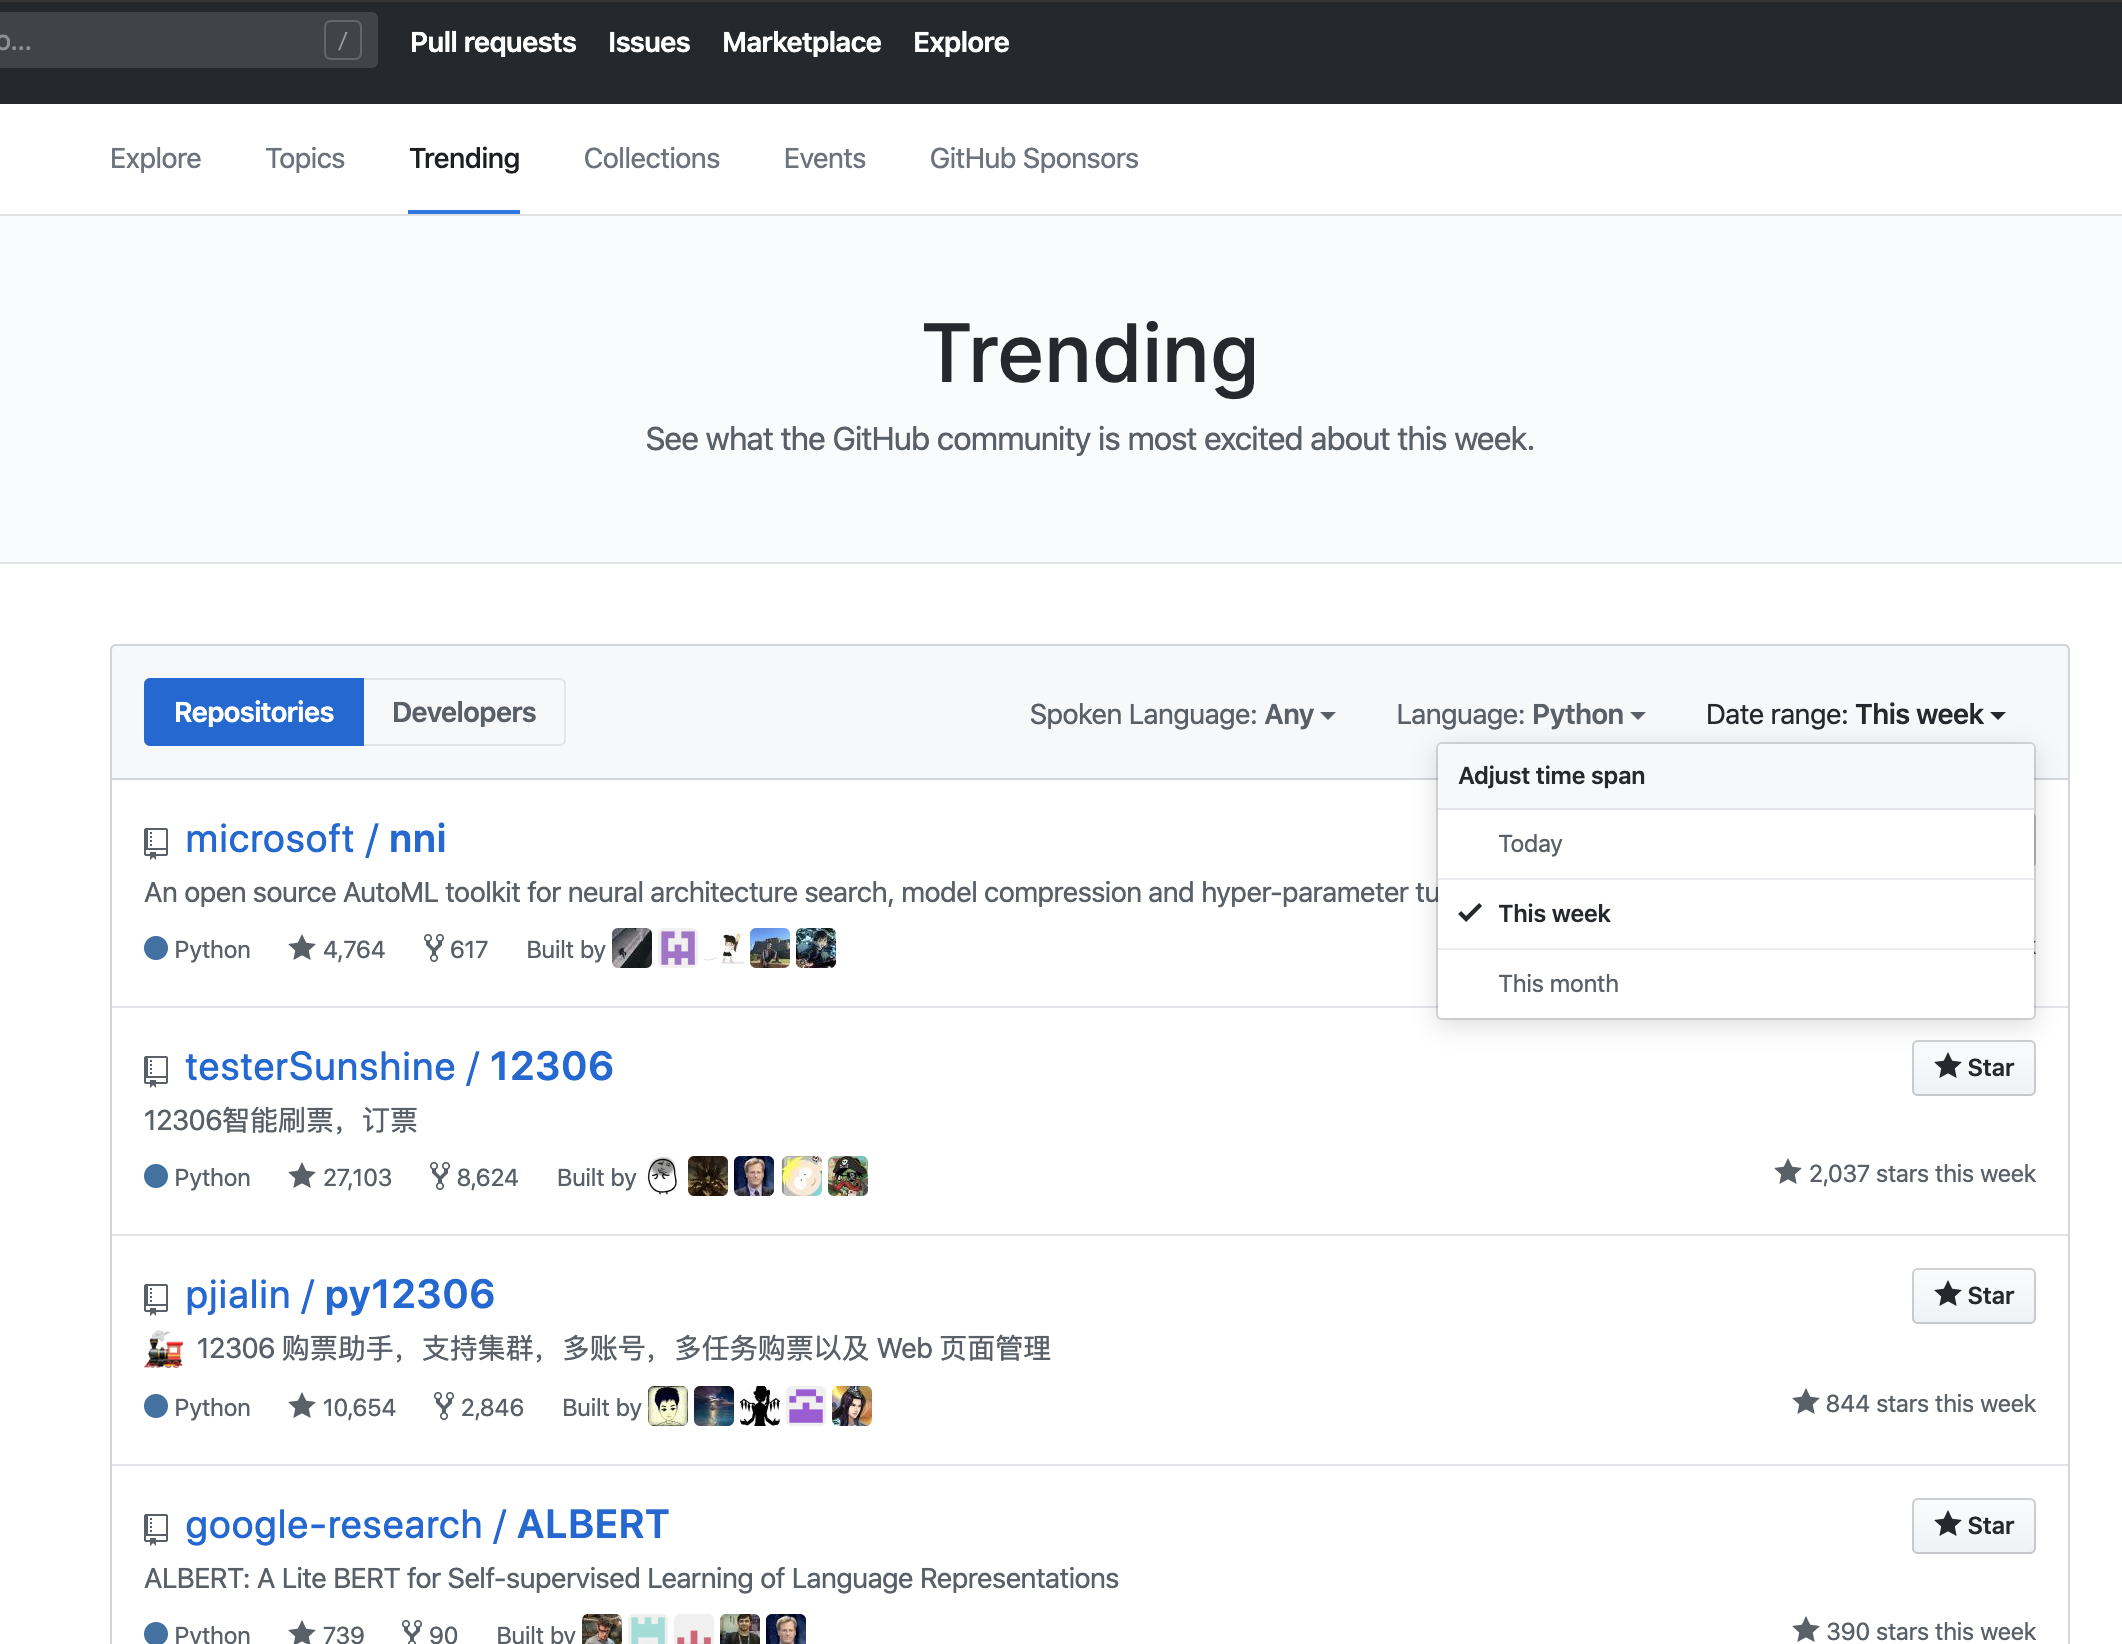 o... /
Pull requests Issues Marketplace Explore
Explore Topics Trending Collections Events GitHub Sponsors
Trending
See what the GitHub community is most excited about this week.
Repositories Developers Spoken Language: Any Language: Python Date range: This week
Adjust time span
Today
This week
This month
microsoft / nni
An open source AutoML toolkit for neural architecture search, model compression and hyper-parameter tu
Python 4,764 617 Built by
testerSunshine / 12306
Star
12306智能刷票，订票
Python 27,103 8,624 Built by
2,037 stars this week
pjialin / py12306
Star
12306 购票助手，支持集群，多账号，多任务购票以及 Web 页面管理
Python 10,654 2,846 Built by
844 stars this week
google-research / ALBERT
Star
ALBERT: A Lite BERT for Self-supervised Learning of Language Representations
Python 739 90 Built by
390 stars this week